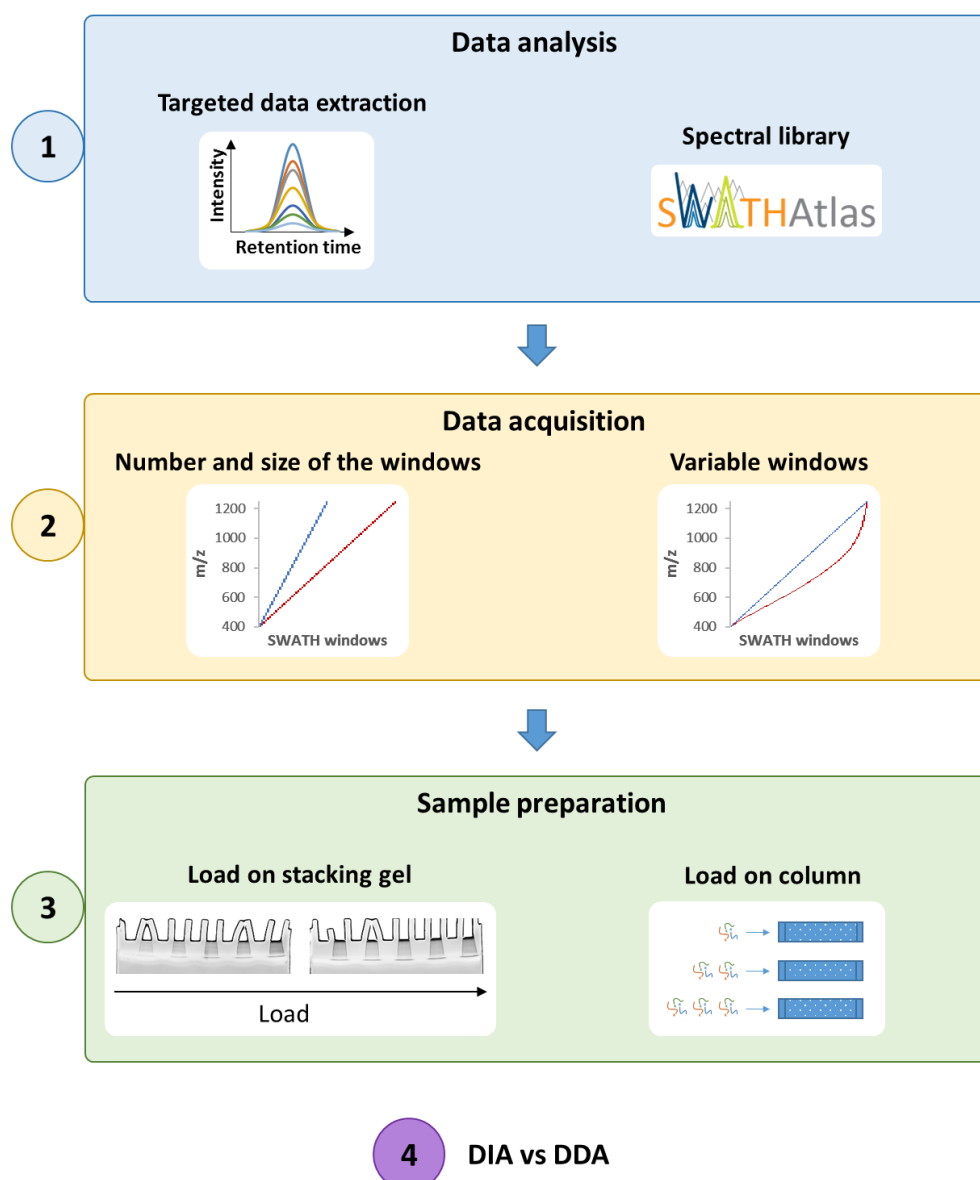 Data analysis
1
Targeted data extraction
Intensity
Retention time
Spectral library
SWATHAtlas
2
Data acquisition
Number and size of the windows
1200
1000
800
600
400
m/z
SWATH windows
Variable windows
1200
1000
800
600
400
m/z
SWATH windows
3
Sample preparation
Load on stacking gel
Load
Load on column
4 DIA vs DDA